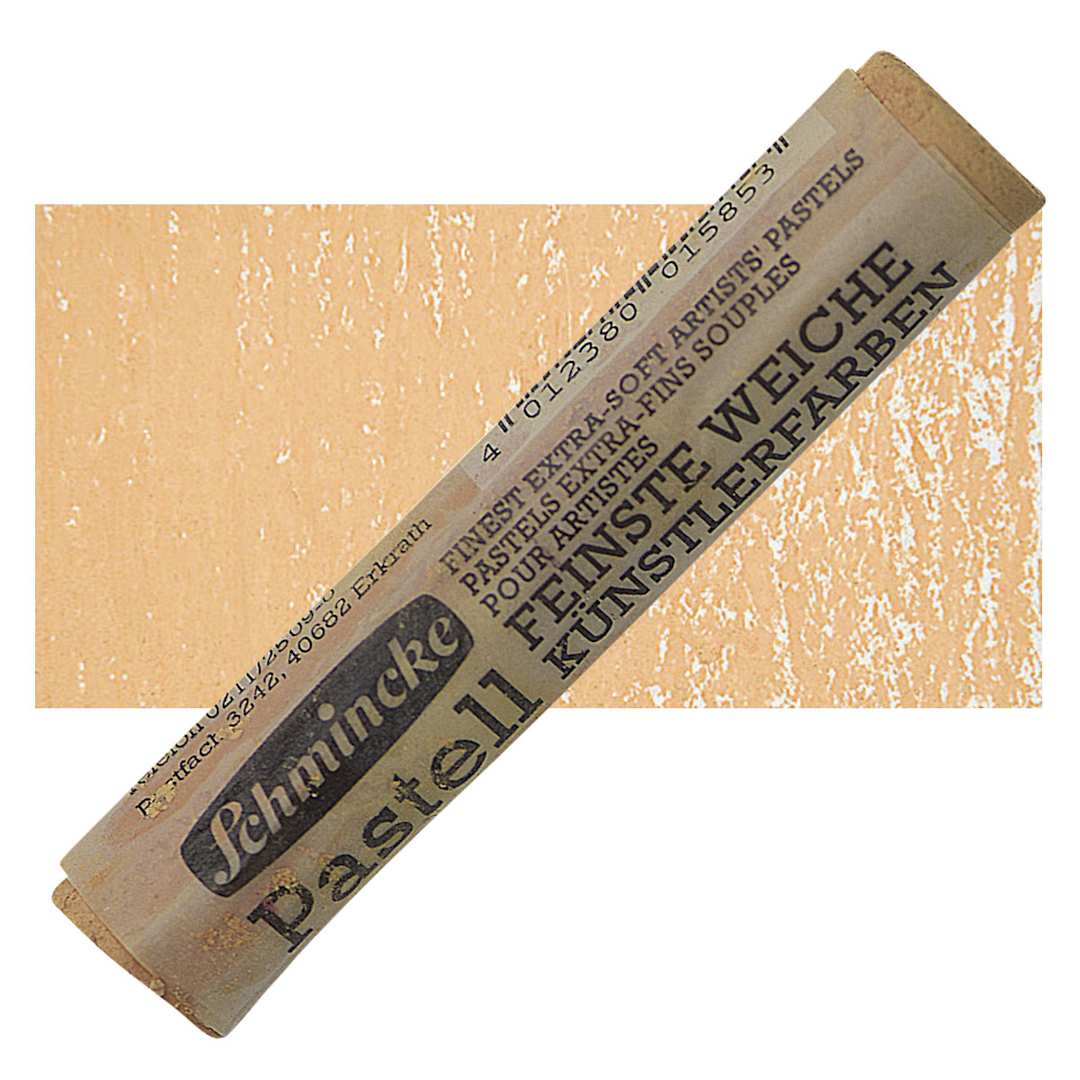 4 012380 015853
FINEST EXTRA-SOFT ARTISTS' PASTELS
PASTELS EXTRA-FINS SOUPLES
POUR ARTISTES
FEINSTE WEICHE
KÜNSTLERFARBEN
3242, 40682 Erkrath
Schmincke
Pastell